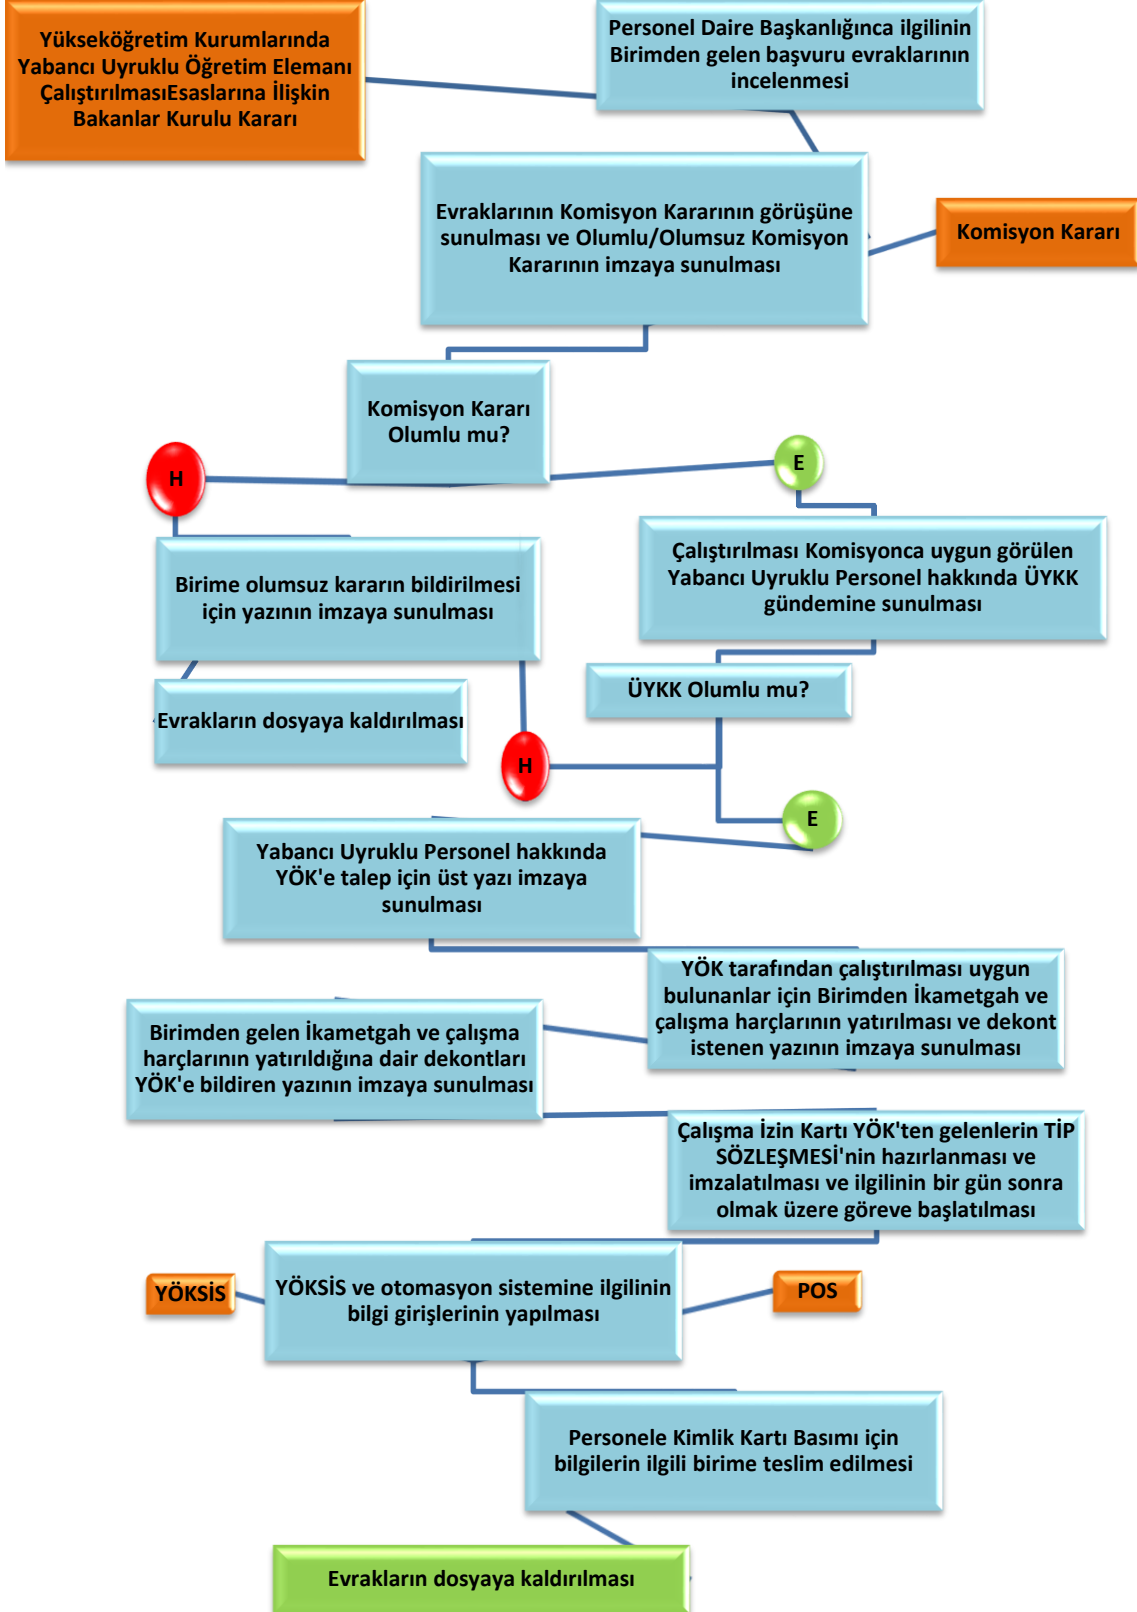 Yükseköğretim Kurumlarında
Yabancı Uyruklu Öğretim Elemanı
ÇalıştırılmasıEsaslarına İlişkin
Bakanlar Kurulu Kararı
Personel Daire Başkanlığınca ilgilinin
Birimden gelen başvuru evraklarının
incelenmesi
Evraklarının Komisyon Kararının görüşüne
sunulması ve Olumlu/Olumsuz Komisyon
Kararının imzaya sunulması
Komisyon Kararı
Komisyon Kararı
Olumlu mu?
H
E
Birime olumsuz kararın bildirilmesi
için yazının imzaya sunulması
Çalıştırılması Komisyonca uygun görülen
Yabancı Uyruklu Personel hakkında ÜYKK
gündemine sunulması
Evrakların dosyaya kaldırılması
ÜYKK Olumlu mu?
H
E
Yabancı Uyruklu Personel hakkında
YÖK'e talep için üst yazı imzaya
sunulması
YÖK tarafından çalıştırılması uygun
bulunanlar için Birimden İkametgah ve
çalışma harçlarının yatırılması ve dekont
istenen yazının imzaya sunulması
Birimden gelen İkametgah ve çalışma
harçlarının yatırıldığına dair dekontları
YÖK'e bildiren yazının imzaya sunulması
Çalışma İzin Kartı YÖK'ten gelenlerin TİP
SÖZLEŞMESİ'nin hazırlanması ve
imzalatılması ve ilgilinin bir gün sonra
olmak üzere göreve başlatılması
YÖKSİS
YÖKSİS ve otomasyon sistemine ilgilinin
bilgi girişlerinin yapılması
POS
Personele Kimlik Kartı Basımı için
bilgilerin ilgili birime teslim edilmesi
Evrakların dosyaya kaldırılması